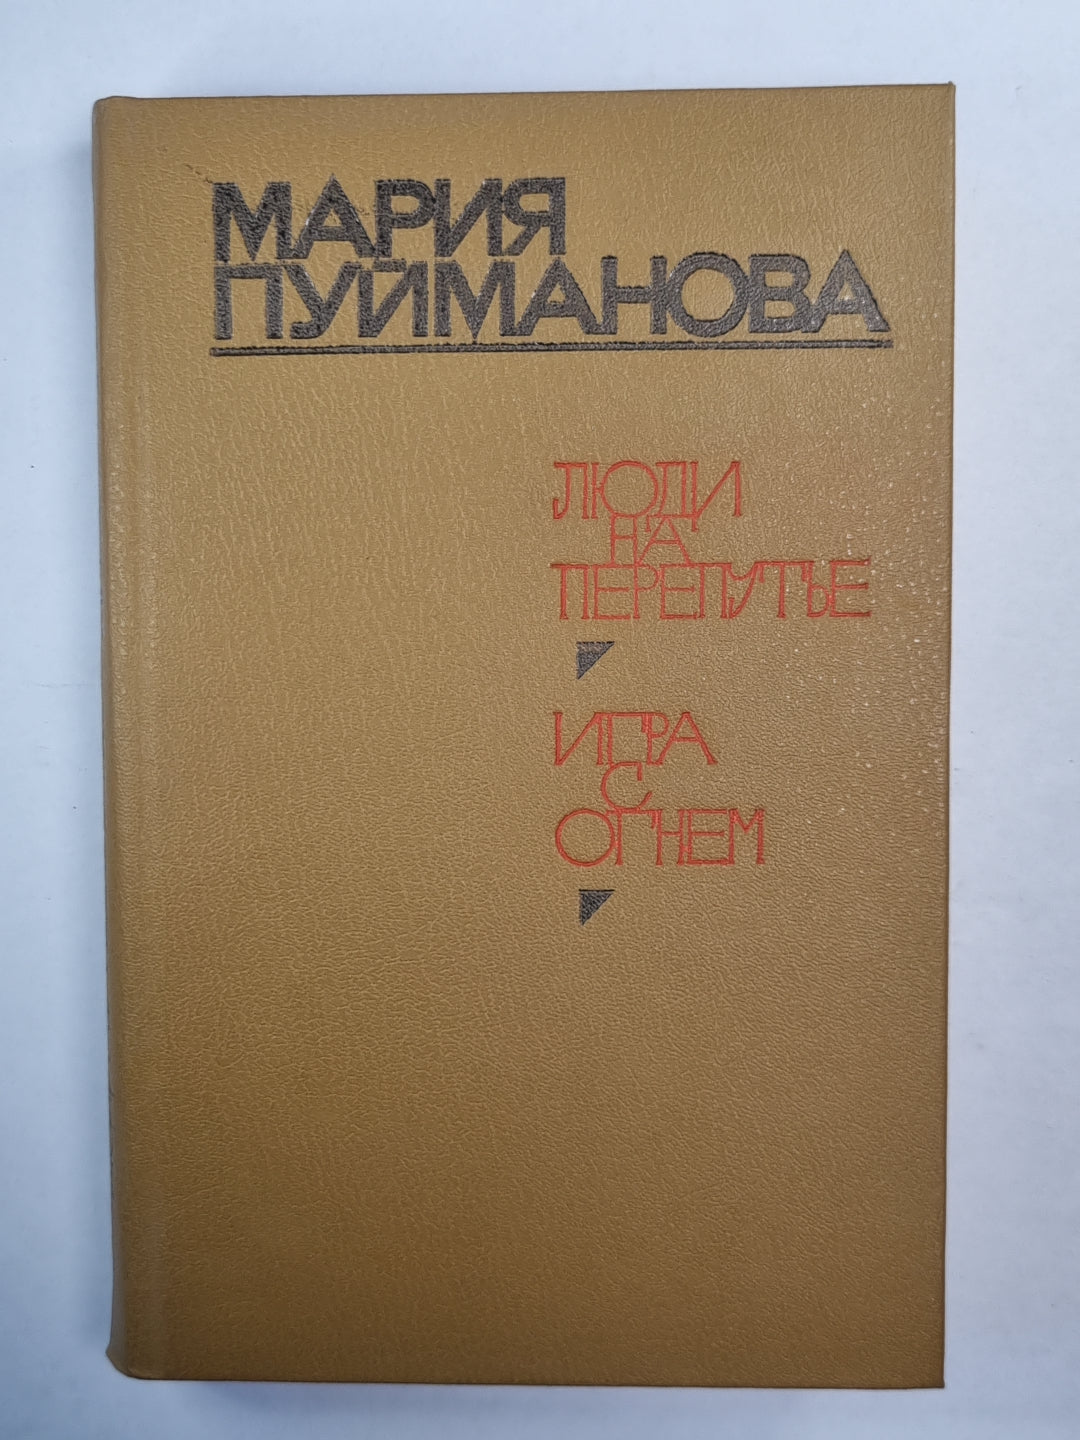 МАРИЯ
ПУЙМАНОВА
ЛЮДИ
НА
ПЕРЕПУТЬЕ
ИГРА
С
ОГНЕМ